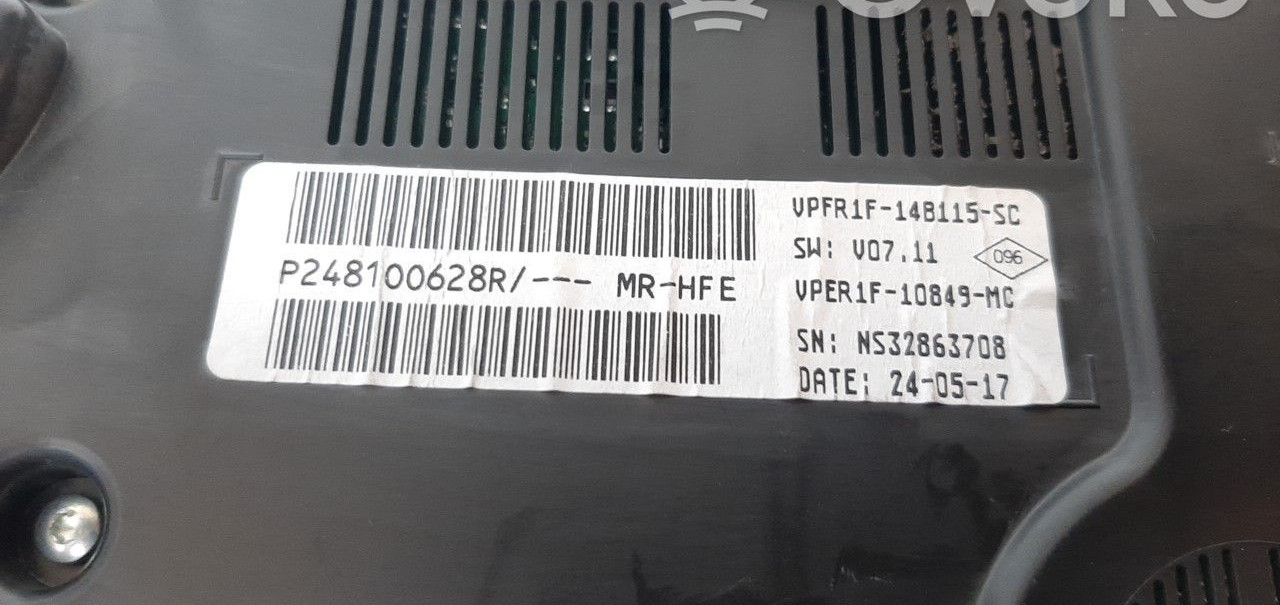 OVOKO
VPFR1F-14B115-SC
SW: V07.11
096
P248100628R/--- MR-HFE
VPER1F-10849-MC
SN: NS32863708
DATE: 24-05-17